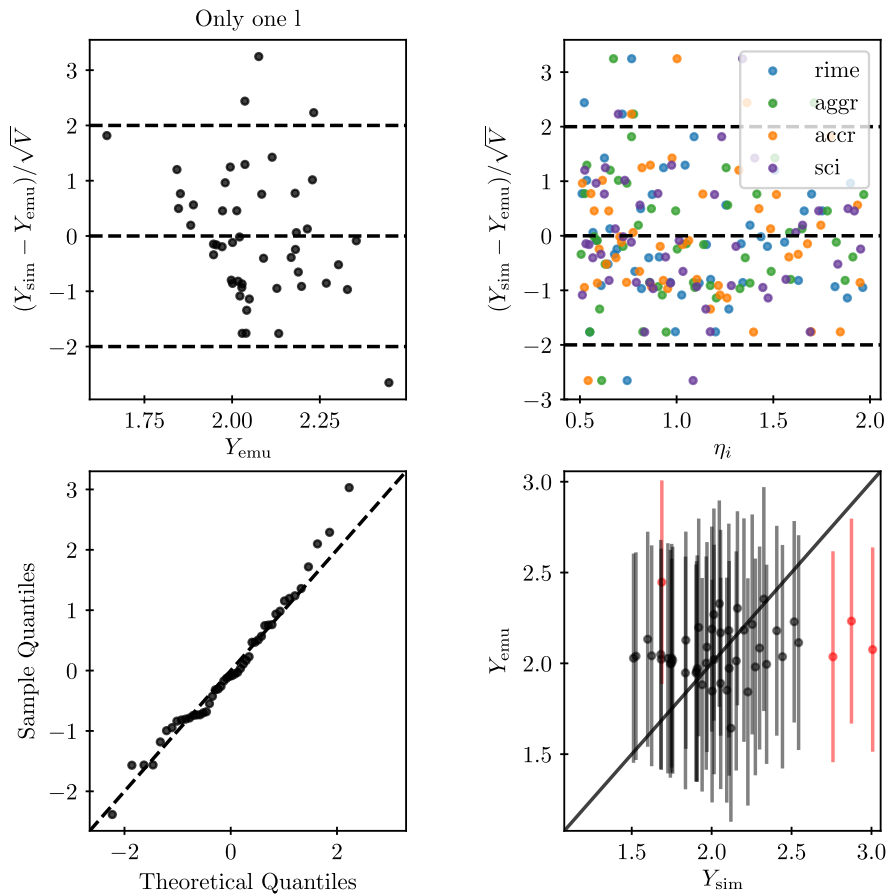 Only one l
3
2
1
0
−1
−2
(Y_sim − Y_emu)/√V
1.75 2.00 2.25
Y_emu
3
2
1
0
−1
−2
−3
(Y_sim − Y_emu)/√V
0.5 1.0 1.5 2.0
η_i
rime
aggr
accr
sci
3
2
1
0
−1
−2
Sample Quantiles
−2 0 2
Theoretical Quantiles
3.0
2.5
2.0
1.5
Y_emu
1.5 2.0 2.5 3.0
Y_sim